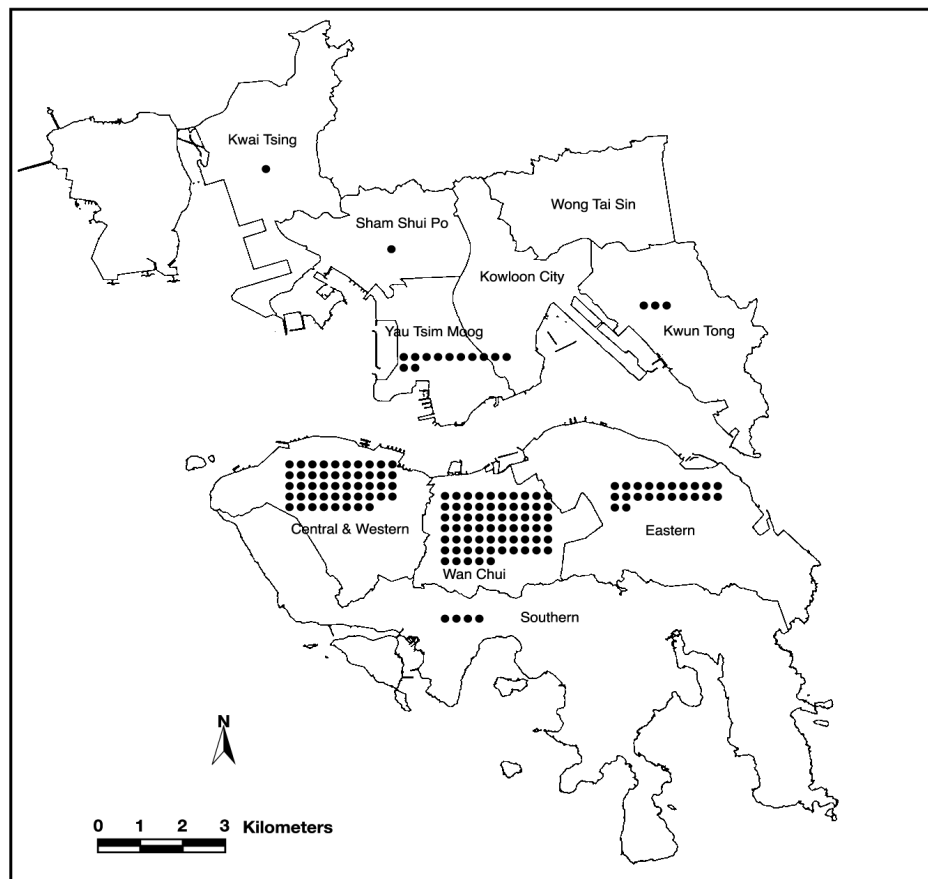 Kwai Tsing
Wong Tai Sin
Sham Shui Po
Kowloon City
Yau Tsim Moog
Kwun Tong
Central & Western
Eastern
Wan Chui
Southern
N
0 1 2 3 Kilometers